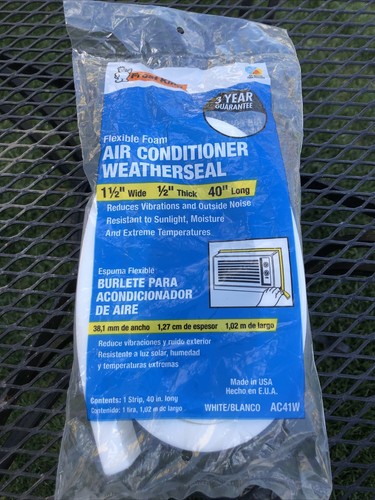 Frost King
3 YEAR
GUARANTEE
Flexible Foam
AIR CONDITIONER
WEATHERSEAL
1½" Wide ½" Thick 40" Long
Reduces Vibrations and Outside Noise
Resistant to Sunlight, Moisture
And Extreme Temperatures
Espuma Flexible
BURLETE PARA
ACONDICIONADOR
DE AIRE
38,1 mm de ancho 1,27 cm de espesor 1,02 m de largo
Reduce vibraciones y ruido exterior
Resistente a luz solar, humedad
y temperaturas extremas
Made in USA
Hecho en E.U.A.
Contents: 1 Strip, 40 in. long
Contenido: 1 tira, 1,02 m de largo
WHITE/BLANCO AC41W